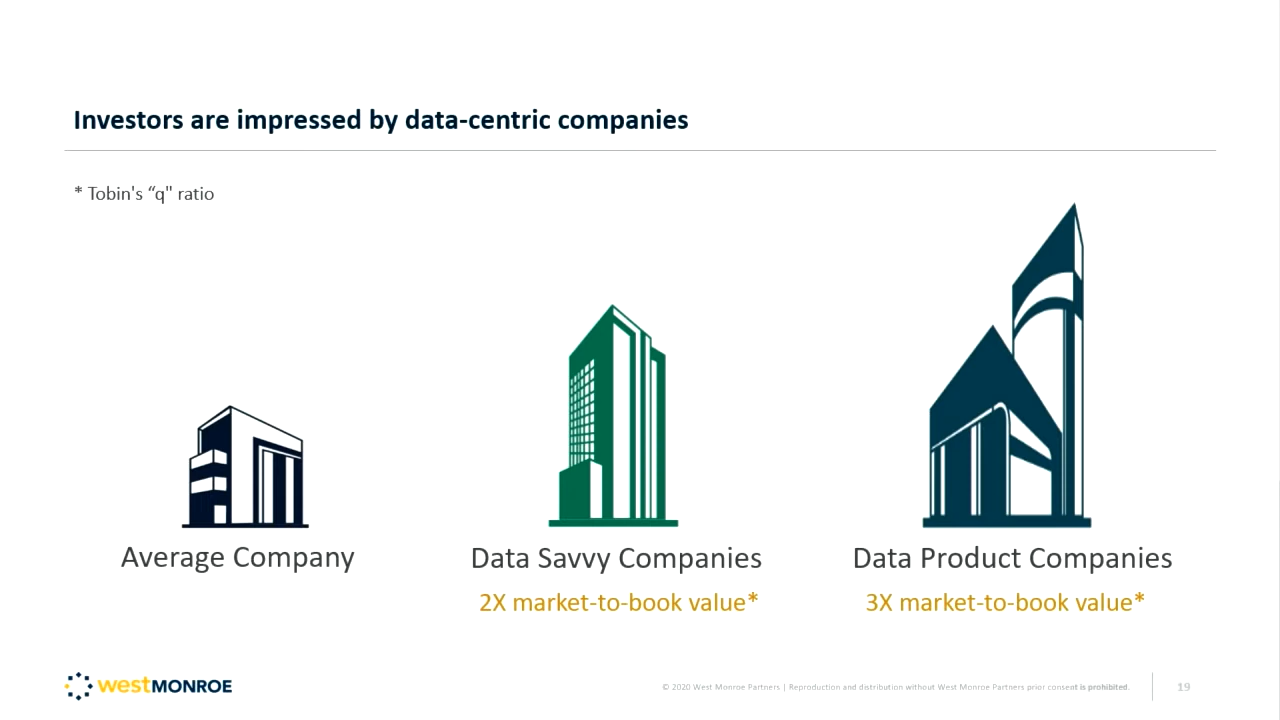 Investors are impressed by data-centric companies
* Tobin's “q" ratio
Average Company
Data Savvy Companies
Data Product Companies
2X market-to-book value*
3X market-to-book value*
westMONROE
© 2020 West Monroe Partners | Reproduction and distribution without West Monroe Partners prior consent is prohibited.
19